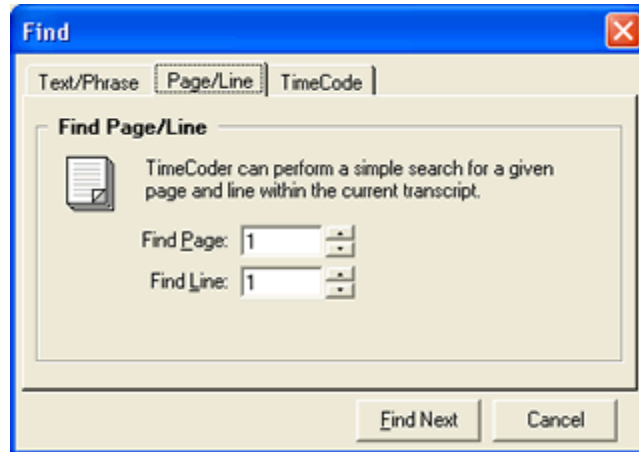 Find
Text/Phrase Page/Line TimeCode
Find Page/Line
TimeCoder can perform a simple search for a given
page and line within the current transcript.
Find Page: 1
Find Line: 1
Find Next Cancel